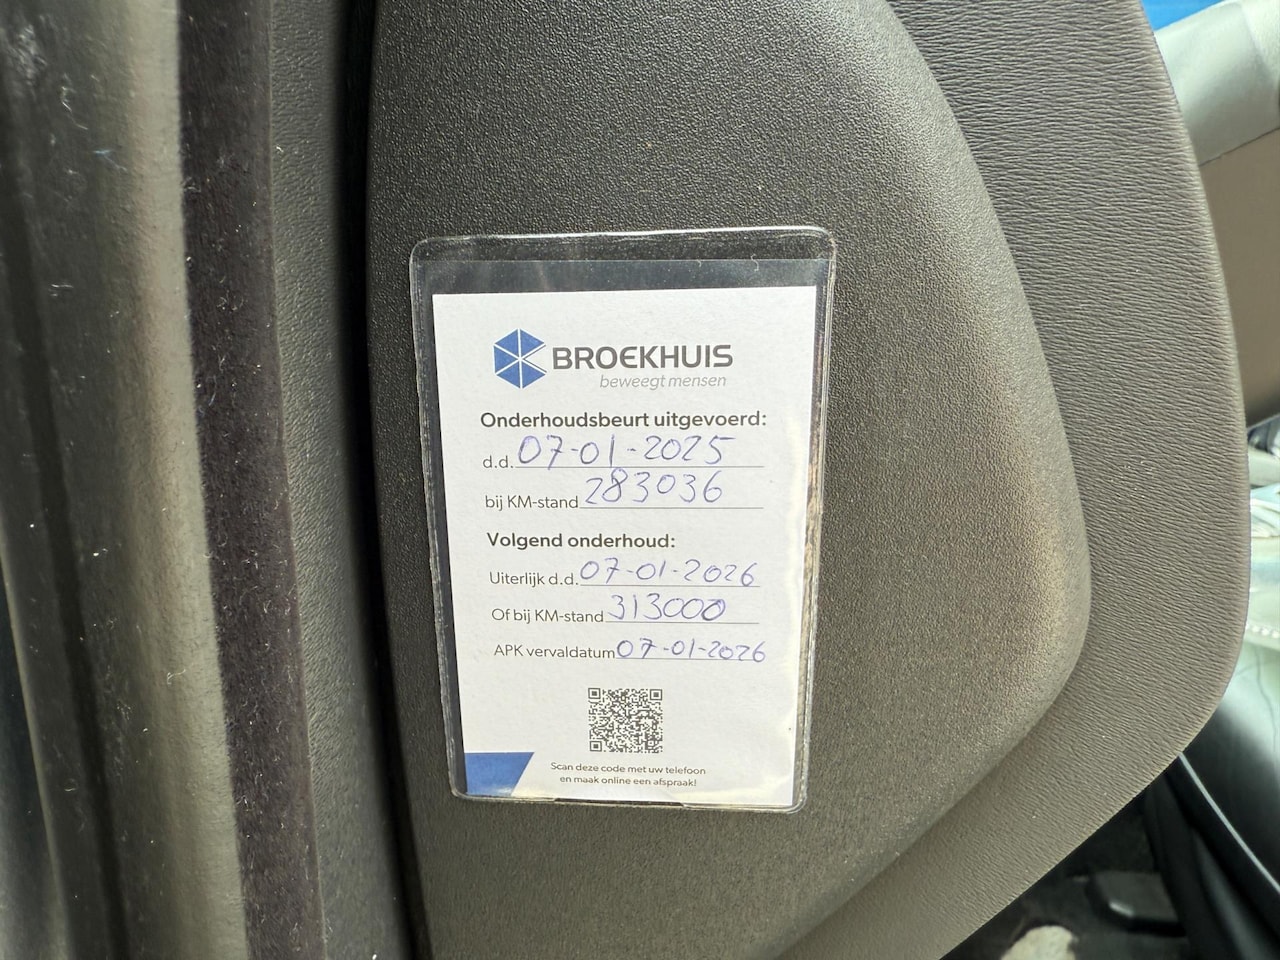 BROEKHUIS
beweegt mensen
Onderhoudsbeurt uitgevoerd:
d.d. 07-01-2025
bij KM-stand 283036
Volgend onderhoud:
Uiterlijk d.d. 07-01-2026
Of bij KM-stand 313000
APK vervaldatum 07-01-2026
Scan deze code met uw telefoon
en maak online een afspraak!